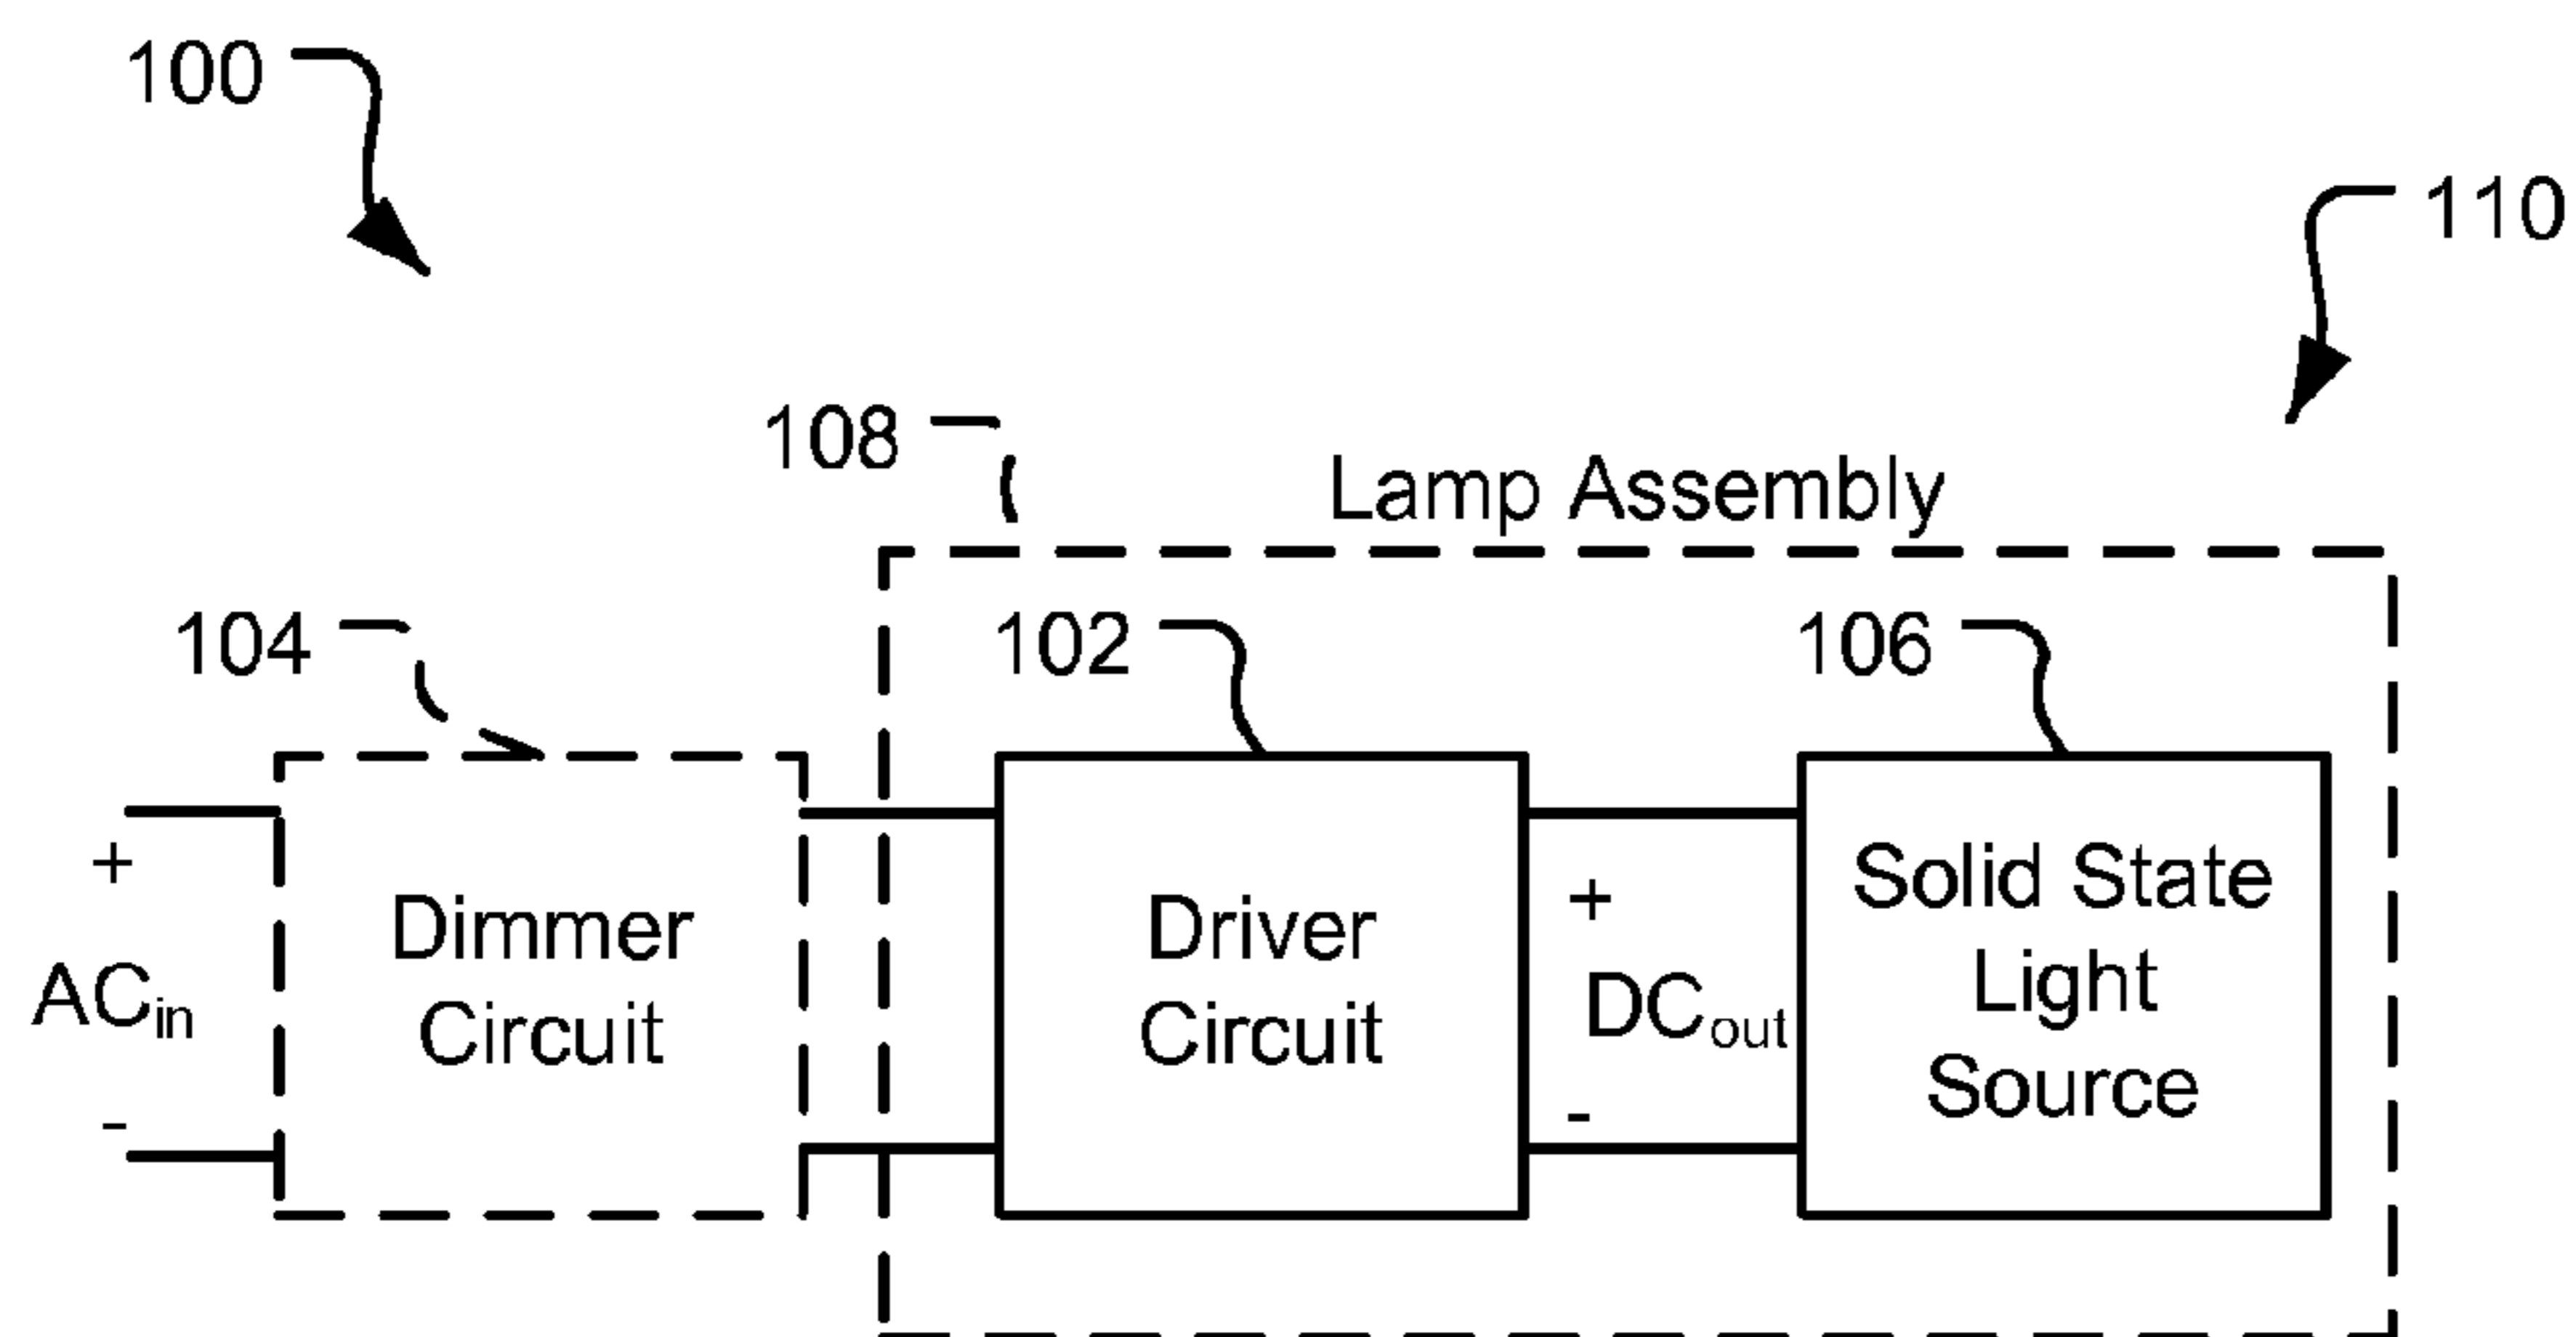 100
110
108
Lamp Assembly
104
102
106
+
ACin
-
Dimmer
Circuit
Driver
Circuit
+
DCout
-
Solid State
Light
Source